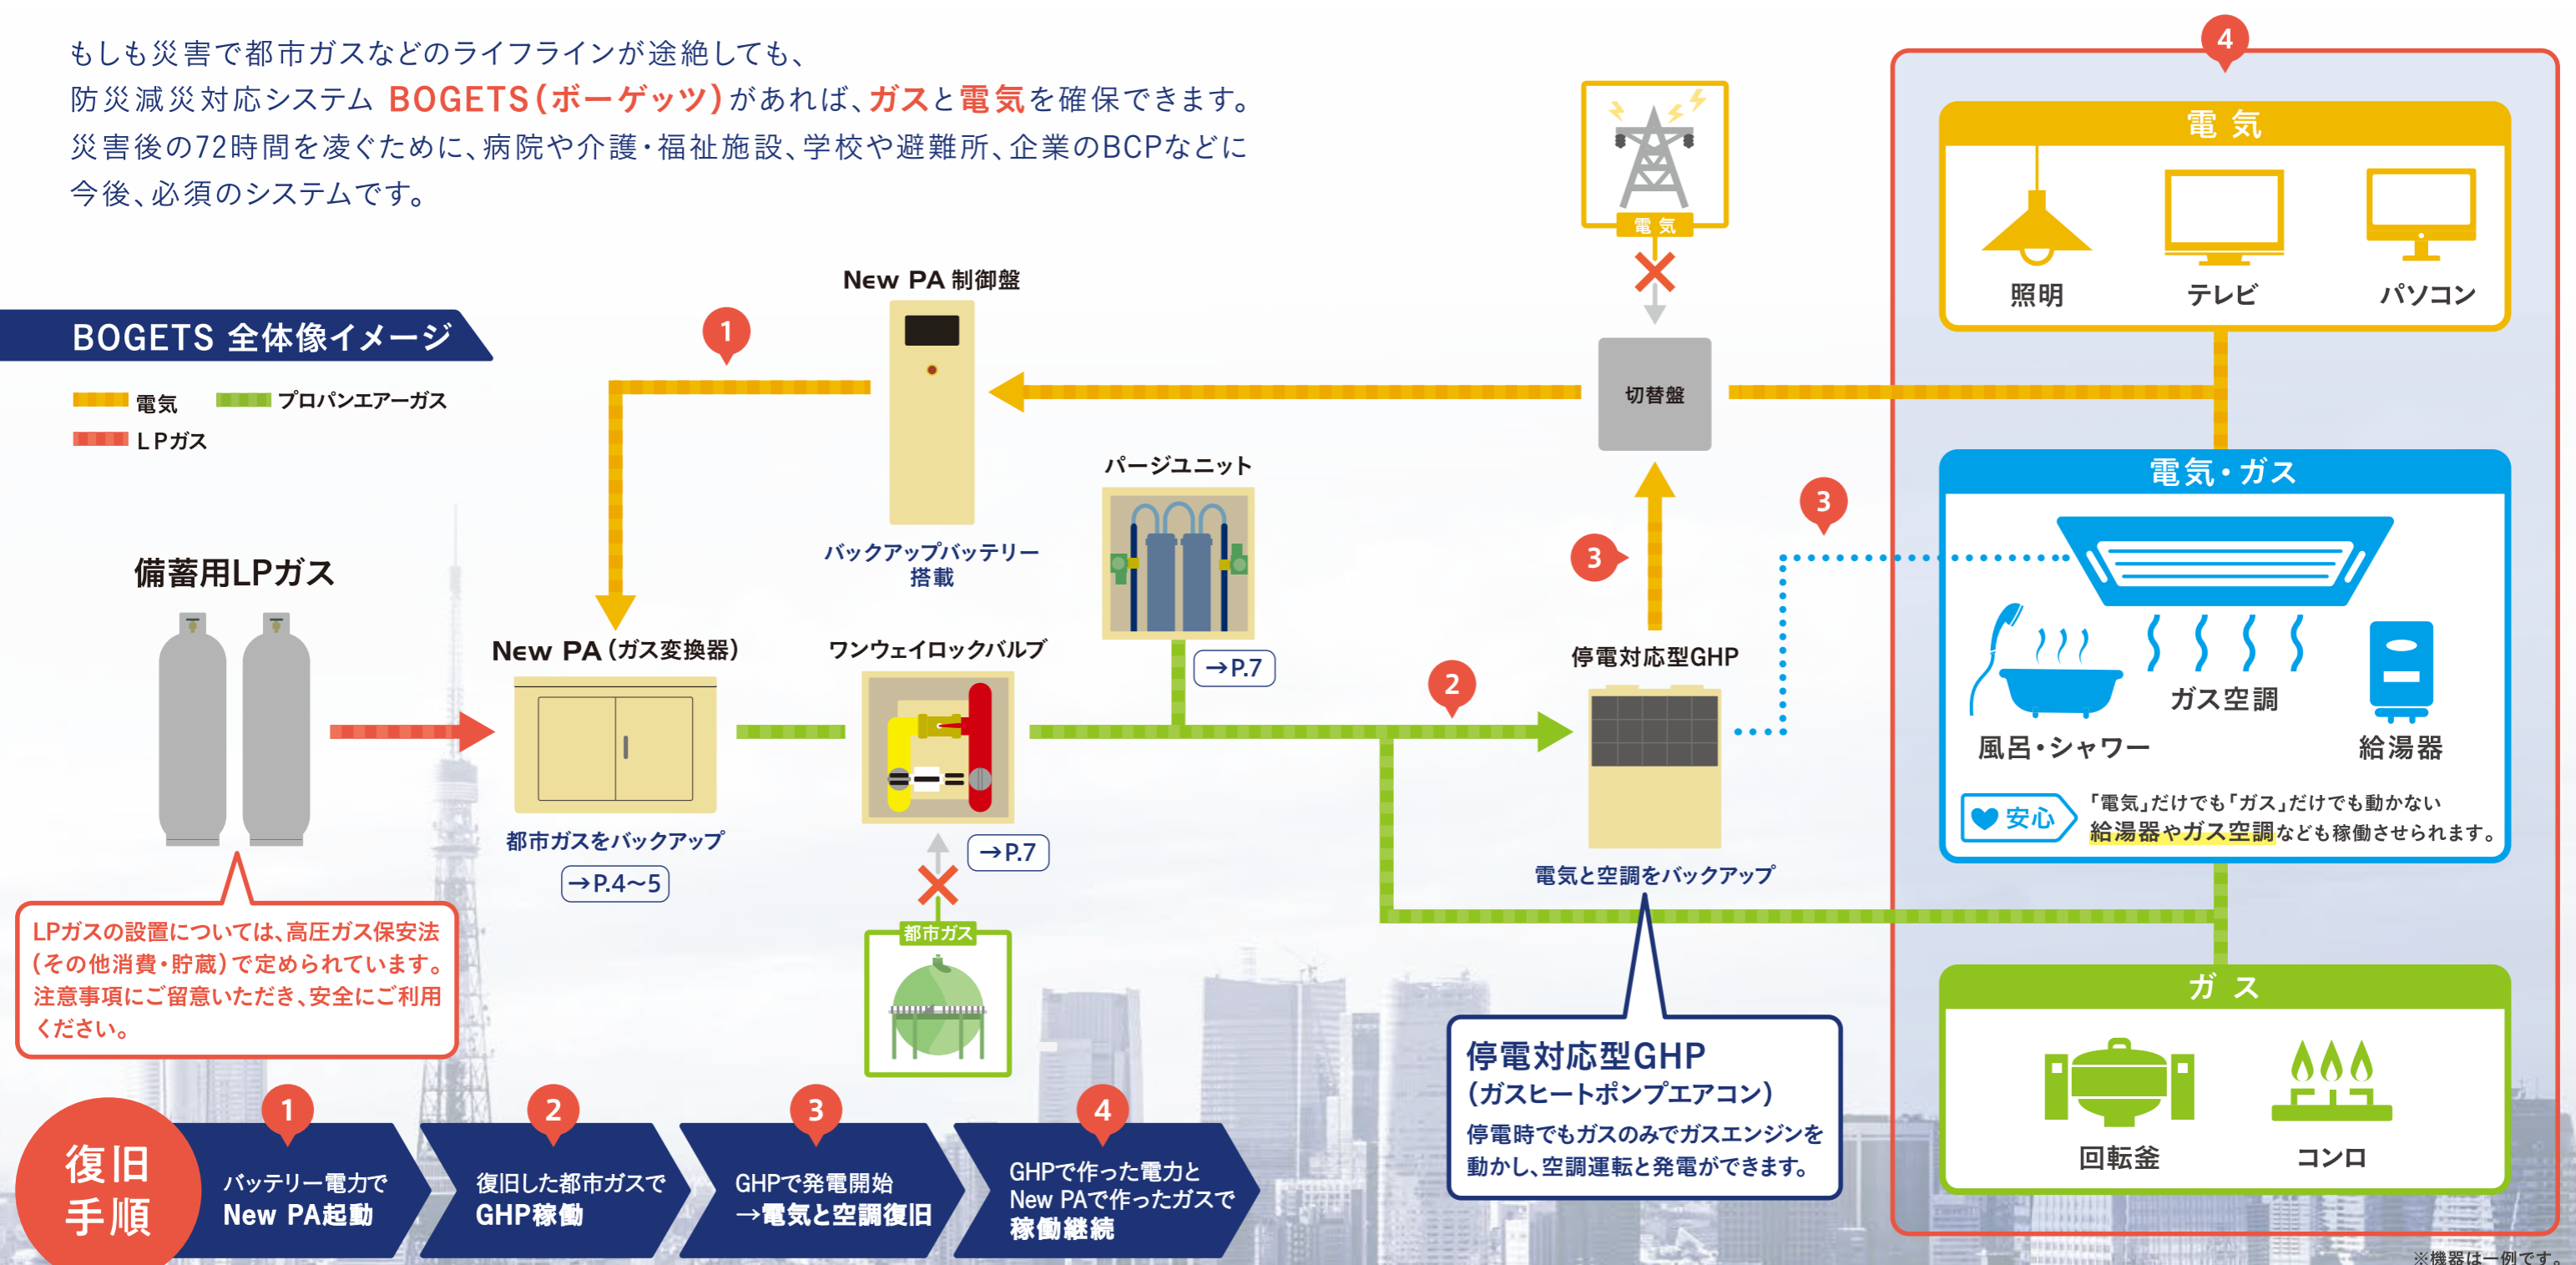 もしも災害で都市ガスなどのライフラインが途絶しても、
防災減災対応システム BOGETS(ボーゲッツ)があれば、ガスと電気を確保できます。
災害後の72時間を凌ぐために、病院や介護・福祉施設、学校や避難所、企業のBCPなどに
今後、必須のシステムです。
BOGETS 全体像イメージ
電気
プロパンエアーガス
LPガス
備蓄用LPガス
LPガスの設置については、高圧ガス保安法
(その他消費・貯蔵)で定められています。
注意事項にご留意いただき、安全にご利用
ください。
1
New PA 制御盤
バックアップバッテリー
搭載
New PA(ガス変換器)
都市ガスをバックアップ
→P.4~5
ワンウェイロックバルブ
→P.7
都市ガス
パージユニット
→P.7
2
電気
切替盤
3
3
停電対応型GHP
電気と空調をバックアップ
停電対応型GHP
(ガスヒートポンプエアコン)
停電時でもガスのみでガスエンジンを
動かし、空調運転と発電ができます。
4
電気
照明
テレビ
パソコン
電気・ガス
ガス空調
風呂・シャワー
給湯器
安心
「電気」だけでも「ガス」だけでも動かない
給湯器やガス空調なども稼働させられます。
ガス
回転釜
コンロ
復旧
手順
1
バッテリー電力で
New PA起動
2
復旧した都市ガスで
GHP稼働
3
GHPで発電開始
→電気と空調復旧
4
GHPで作った電力と
New PAで作ったガスで
稼働継続
※機器は一例です。